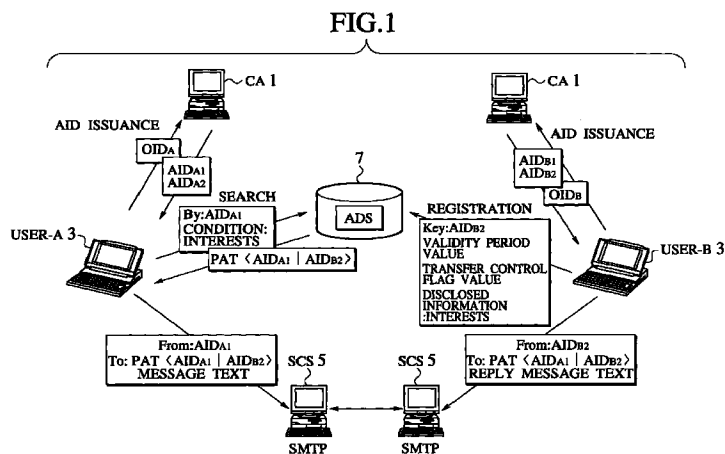 FIG.1
CA 1
CA 1
AID ISSUANCE
AID ISSUANCE
OIDA
AIDA1
AIDA2
AIDB1
AIDB2
OIDB
7
ADS
SEARCH
By:AIDA1
CONDITION:
INTERESTS
PAT <AIDA1 | AIDB2>
REGISTRATION
Key:AIDB2
VALIDITY PERIOD
VALUE
TRANSFER CONTROL
FLAG VALUE
DISCLOSED
INFORMATION
:INTERESTS
USER-A 3
USER-B 3
From:AIDA1
To: PAT <AIDA1 | AIDB2>
MESSAGE TEXT
From:AIDB2
To: PAT <AIDA1 | AIDB2>
REPLY MESSAGE TEXT
SCS 5
SCS 5
SMTP
SMTP